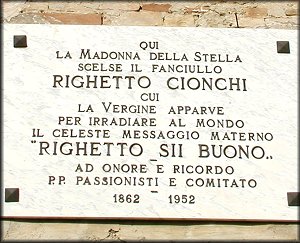 QUI
LA MADONNA DELLA STELLA
SCELSE IL FANCIULLO
RIGHETTO CIONCHI
CUI
LA VERGINE APPARVE
PER IRRADIARE AL MONDO
IL CELESTE MESSAGGIO MATERNO
"RIGHETTO SII BUONO„
AD ONORE E RICORDO
P.P. PASSIONISTI E COMITATO
1862 – 1952